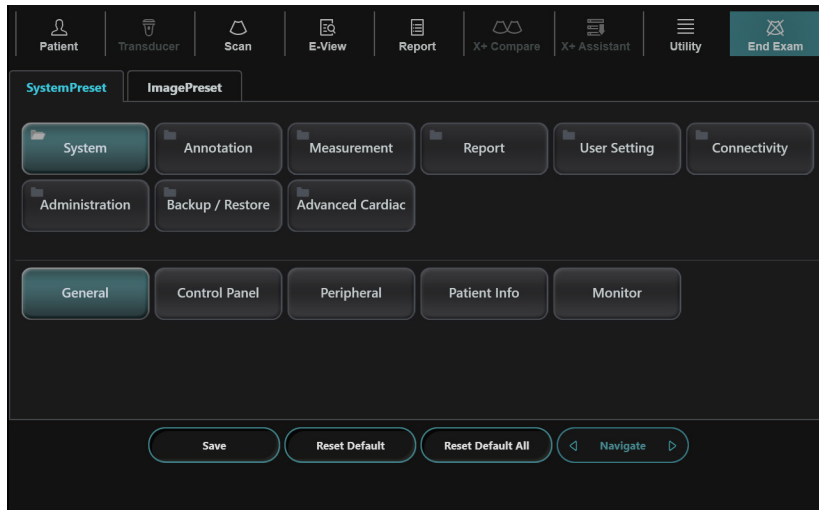 Patient Transducer Scan E-View Report X+ Compare X+ Assistant Utility End Exam
SystemPreset ImagePreset
System Annotation Measurement Report User Setting Connectivity
Administration Backup / Restore Advanced Cardiac
General Control Panel Peripheral Patient Info Monitor
Save Reset Default Reset Default All Navigate